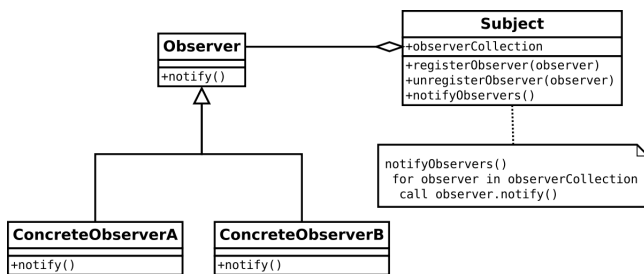 Observer
+notify()
Subject
+observerCollection
+registerObserver(observer)
+unregisterObserver(observer)
+notifyObservers()
notifyObservers()
for observer in observerCollection
call observer.notify()
ConcreteObserverA
+notify()
ConcreteObserverB
+notify()